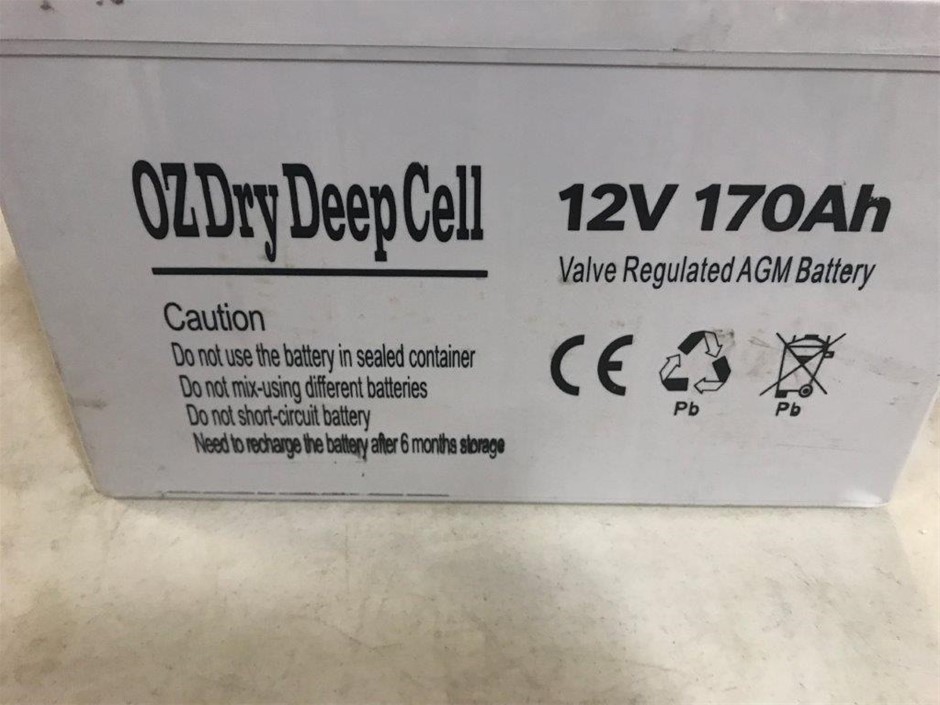 OZ Dry Deep Cell
12V 170Ah
Valve Regulated AGM Battery
Caution
Do not use the battery in sealed container
Do not mix-using different batteries
Do not short-circuit battery
Need to recharge the battery after 6 months storage
CE
Pb
Pb